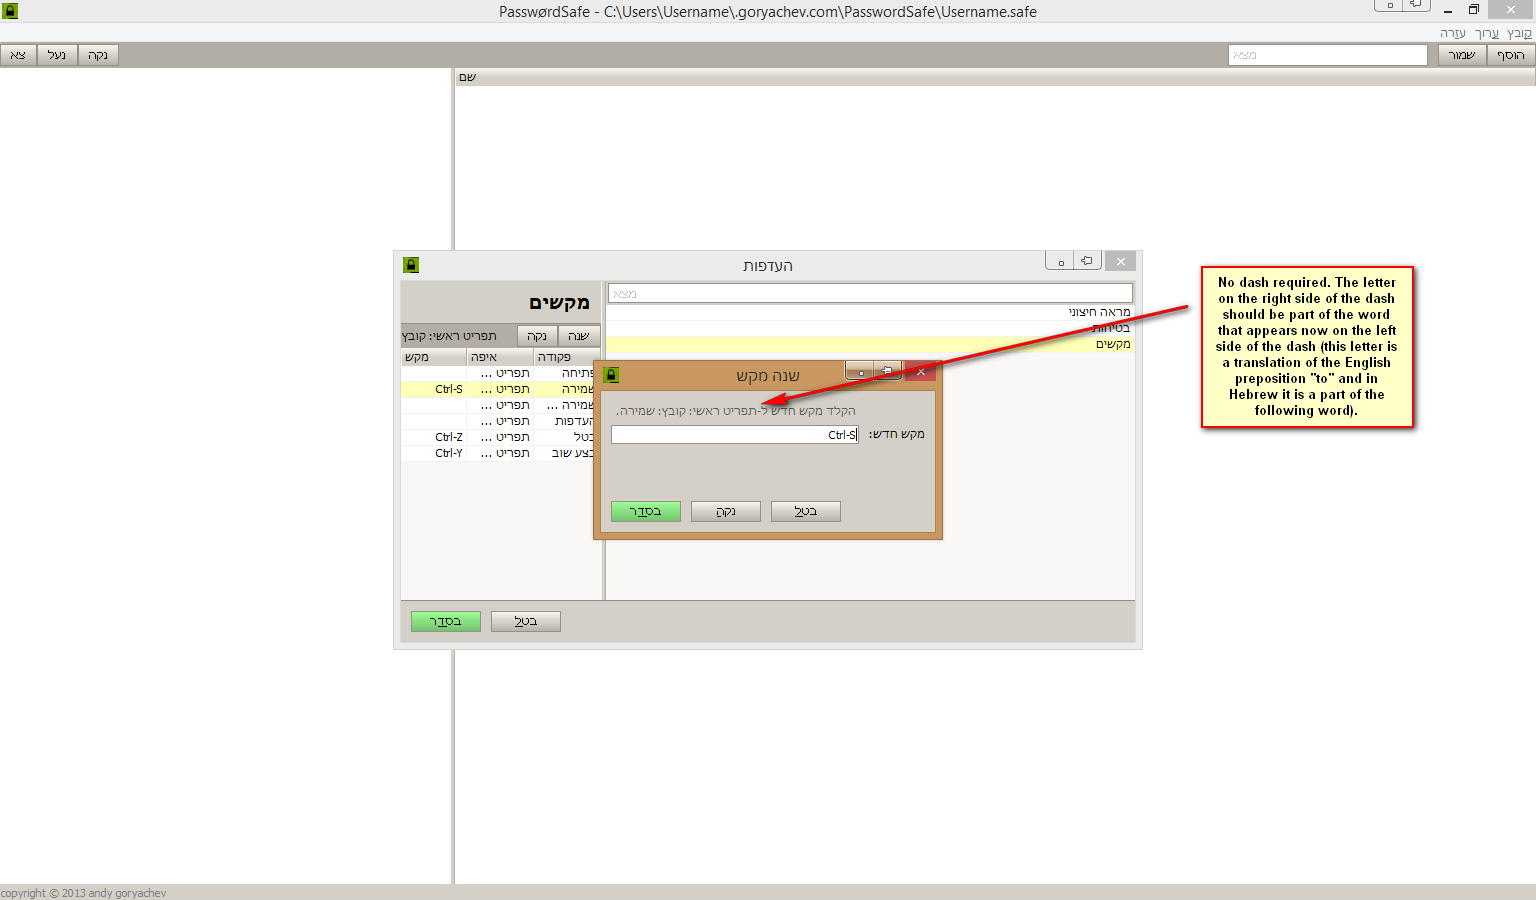 PasswørdSafe - C:\Users\Username\.goryachev.com\PasswordSafe\Username.safe
קובץ ערוך עזרה
הוסף שמור מצא נקה נעל צא
שם
העדפות
מצא
מראה חיצוני
בטיחות
מקשים
מקשים
שנה נקה תפריט ראשי: קובץ
פקודה איפה מקש
פתיחה תפריט ...
שמירה תפריט ... Ctrl-S
שמירה ... תפריט ...
העדפות תפריט ...
בטל תפריט ... Ctrl-Z
בצע שוב תפריט ... Ctrl-Y
שנה מקש
הקלד מקש חדש ל-תפריט ראשי: קובץ: שמירה.
מקש חדש: Ctrl-S
בטל נקה בסדר
בטל בסדר
No dash required. The letter
on the right side of the dash
should be part of the word
that appears now on the left
side of the dash (this letter is
a translation of the English
preposition "to" and in
Hebrew it is a part of the
following word).
copyright © 2013 andy goryachev